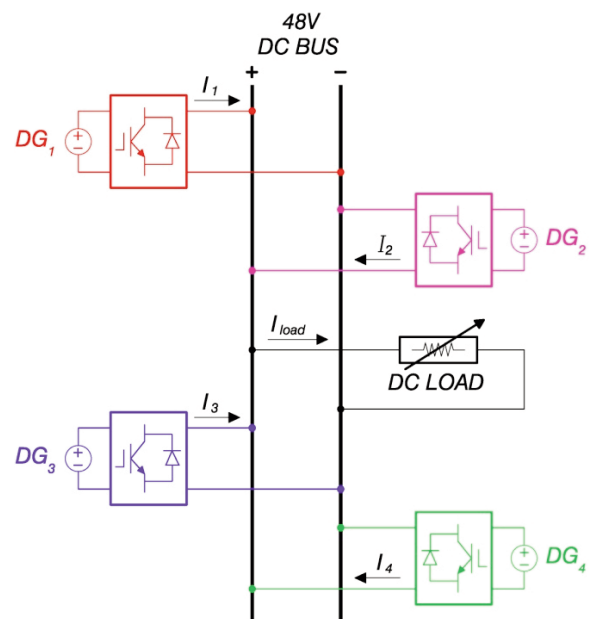 48V
DC BUS
+ −
I1
DG1
I2
DG2
Iload
DC LOAD
I3
DG3
I4
DG4